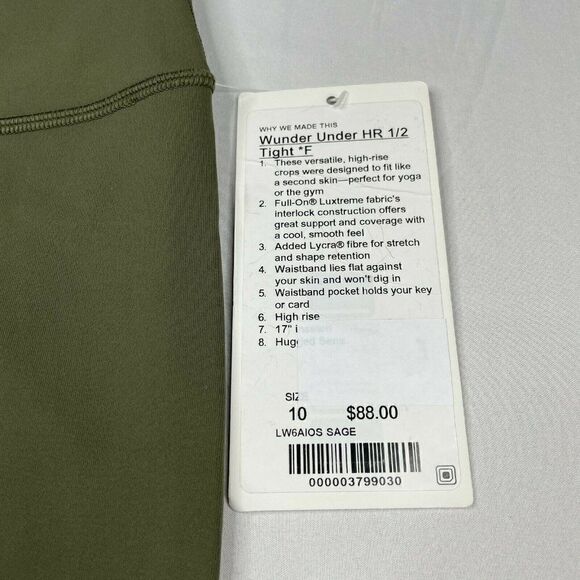 WHY WE MADE THIS
Wunder Under HR 1/2
Tight *F
1. These versatile, high-rise
crops were designed to fit like
a second skin—perfect for yoga
or the gym
2. Full-On® Luxtreme fabric's
interlock construction offers
great support and coverage with
a cool, smooth feel
3. Added Lycra® fibre for stretch
and shape retention
4. Waistband lies flat against
your skin and won't dig in
5. Waistband pocket holds your key
or card
6. High rise
7. 17"
8.
10 $88.00
LW6AIOS SAGE
000003799030